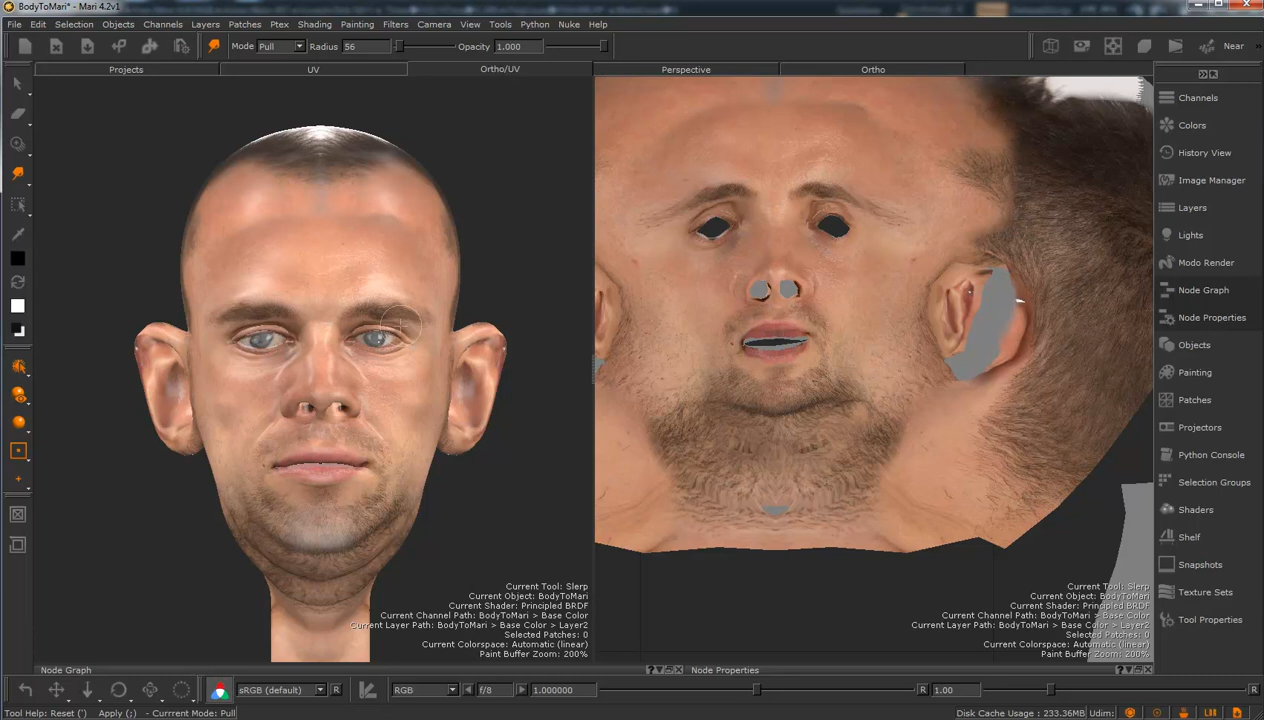 BodyToMari* - Mari 4.2v1
File Edit Selection Objects Channels Layers Patches Ptex Shading Painting Filters Camera View Tools Python Nuke Help
Mode Pull Radius 56 Opacity 1.000 Near
Projects UV Ortho/UV Perspective Ortho
Channels
Colors
History View
Image Manager
Layers
Lights
Modo Render
Node Graph
Node Properties
Objects
Painting
Patches
Projectors
Python Console
Selection Groups
Shaders
Shelf
Snapshots
Texture Sets
Tool Properties
Current Tool: Slerp
Current Object: BodyToMari
Current Shader: Principled BRDF
Current Channel Path: BodyToMari > Base Color
Current Layer Path: BodyToMari > Base Color > Layer2
Selected Patches: 0
Current Colorspace: Automatic (linear)
Paint Buffer Zoom: 200%
Current Tool: Slerp
Current Object: BodyToMari
Current Shader: Principled BRDF
Current Channel Path: BodyToMari > Base Color
Current Layer Path: BodyToMari > Base Color > Layer2
Selected Patches: 0
Current Colorspace: Automatic (linear)
Paint Buffer Zoom: 200%
Node Graph Node Properties
sRGB (default) R RGB f/8 1.000000 R 1.00 R
Tool Help: Reset (') Apply (;) - Currrent Mode: Pull Disk Cache Usage : 233.36MB Udim: